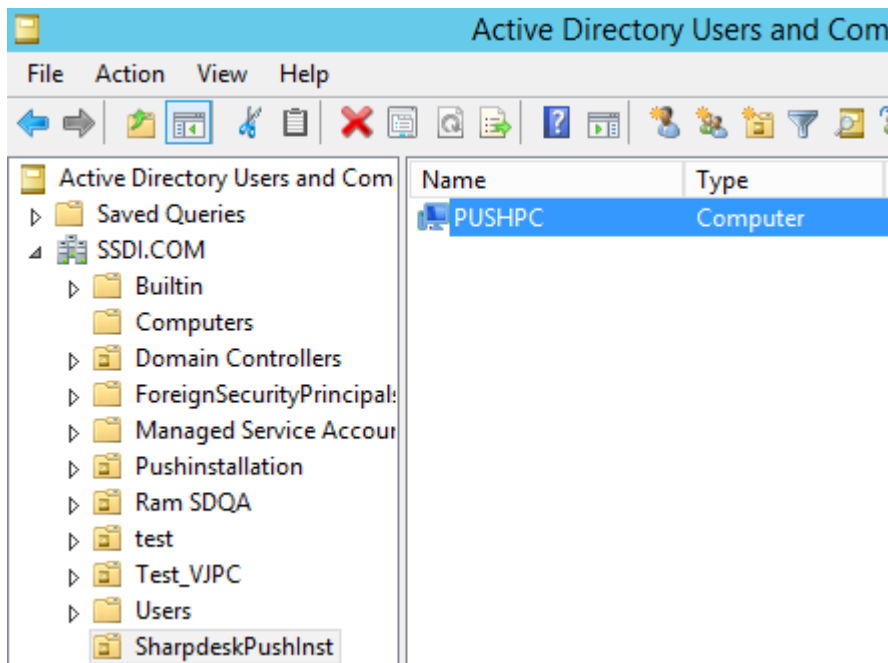 Active Directory Users and Com
File Action View Help
Active Directory Users and Com
Saved Queries
SSDI.COM
Builtin
Computers
Domain Controllers
ForeignSecurityPrincipals
Managed Service Accour
Pushinstallation
Ram SDQA
test
Test_VJPC
Users
SharpdeskPushInst
Name Type
PUSHPC Computer